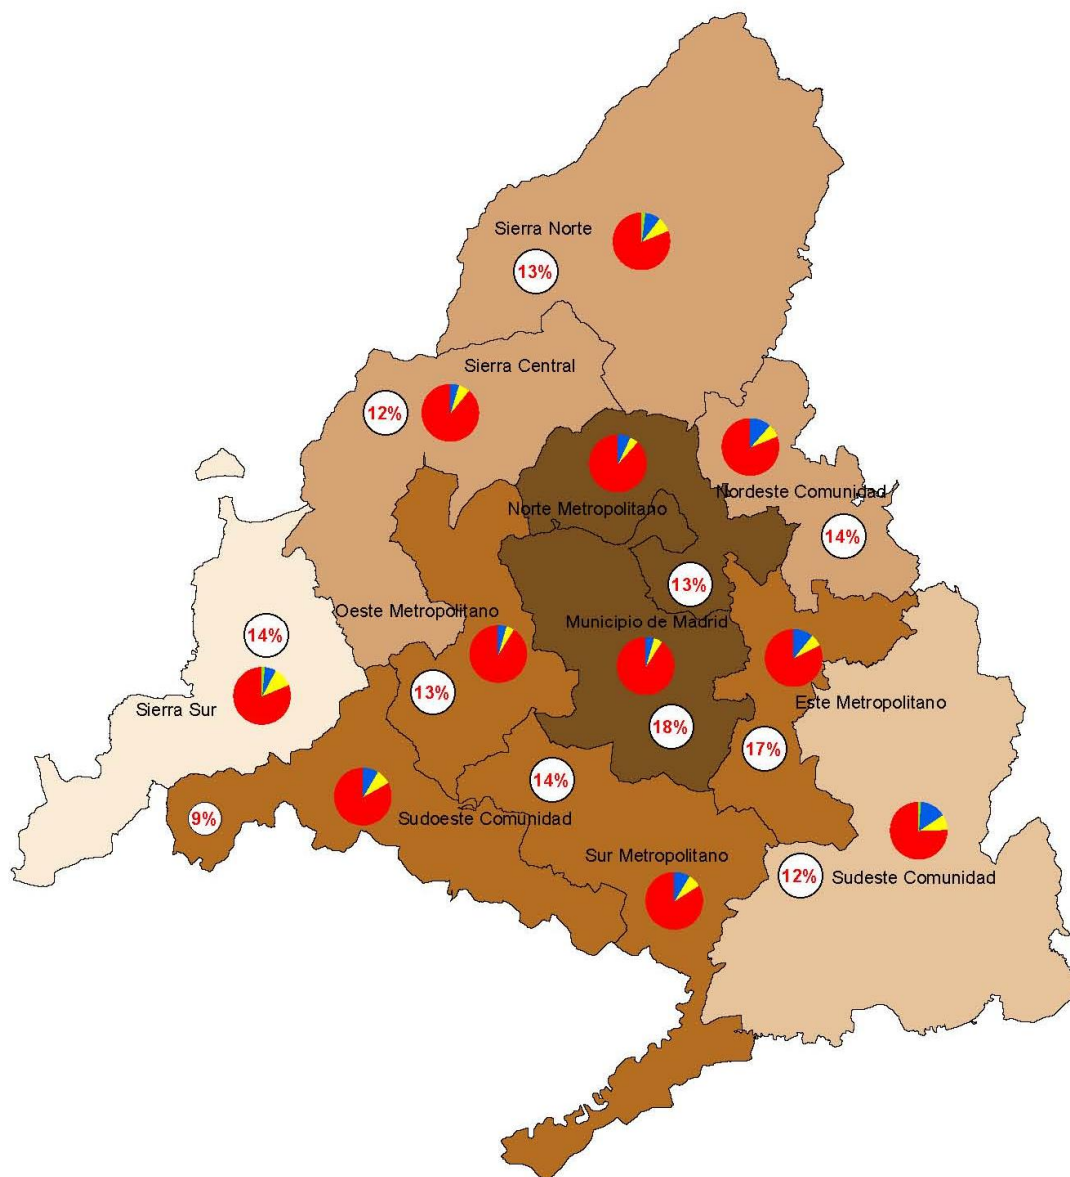 Sierra Norte
13%
Sierra Central
12%
Norte Metropolitano
Nordeste Comunidad
14%
13%
Oeste Metropolitano
Municipio de Madrid
14%
13%
Este Metropolitano
Sierra Sur
18%
17%
14%
9%
Sudoeste Comunidad
Sur Metropolitano
12%
Sudeste Comunidad